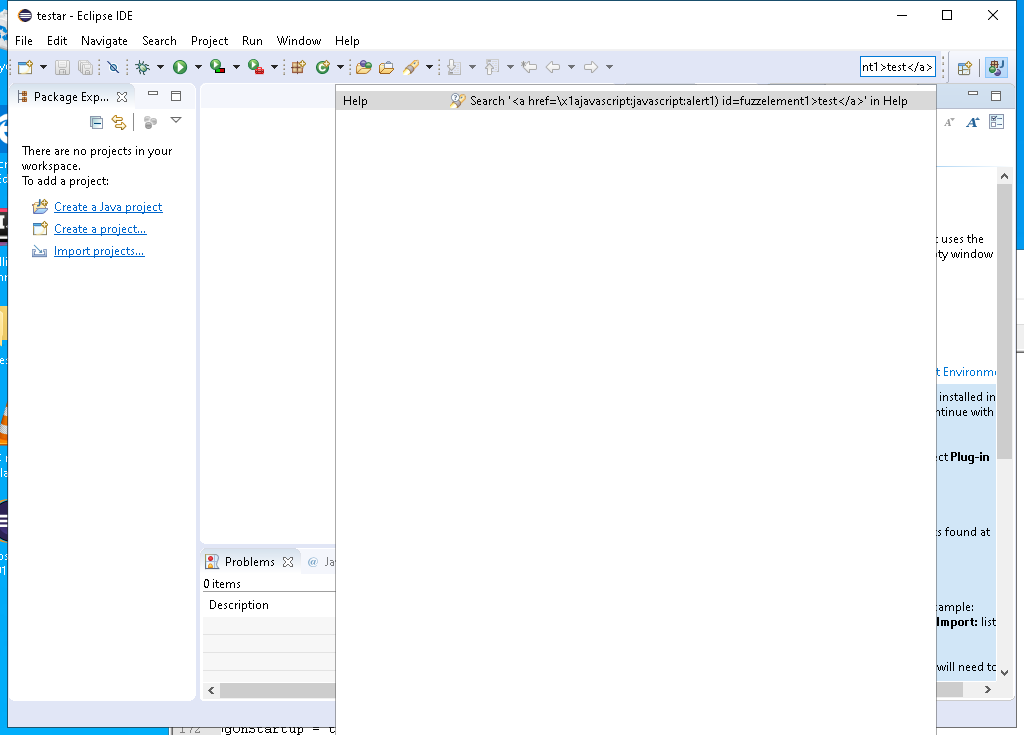 testar - Eclipse IDE
File Edit Navigate Search Project Run Window Help
nt1>test</a>
Package Exp...
Help Search '<a href=\x1ajavascript:javascript:alert1) id=fuzzelement1>test</a>' in Help
There are no projects in your
workspace.
To add a project:
Create a Java project
Create a project...
Import projects...
uses the
ty window
t Environme
installed in
ntinue with
ect Plug-in
s found at
ample:
Import: list
will need to
Problems @ Ja
0 items
Description
172